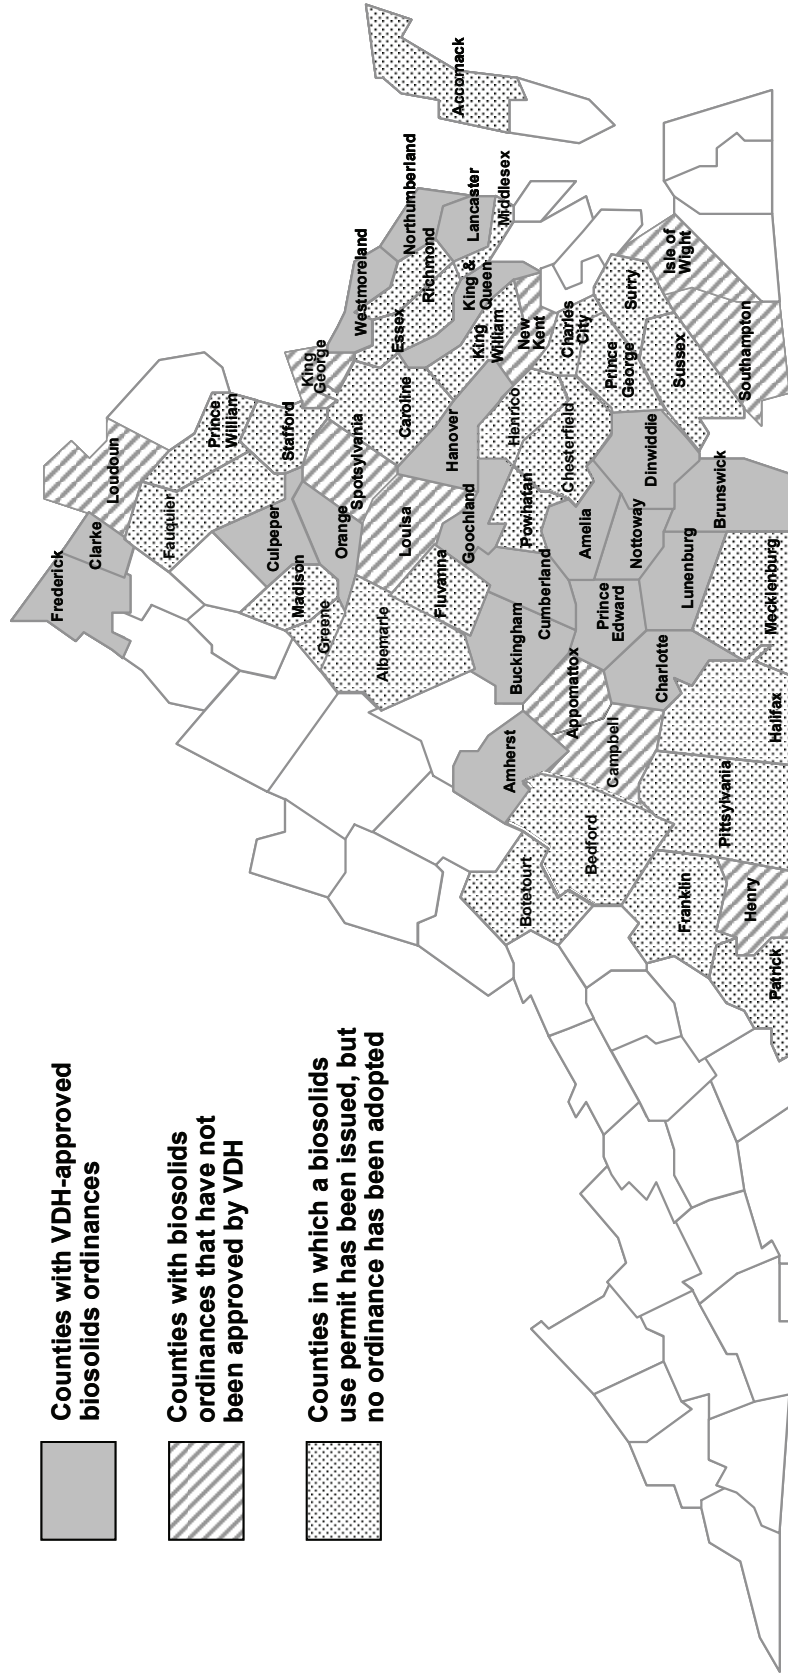 Counties with VDH-approved
biosolids ordinances
Counties with biosolids
ordinances that have not
been approved by VDH
Counties in which a biosolids
use permit has been issued, but
no ordinance has been adopted
Frederick
Clarke
Loudoun
Fauquier
Prince
William
Culpeper
Stafford
King
George
Madison
Orange
Spotsylvania
Westmoreland
Greene
Caroline
Essex
Northumberland
Richmond
Albemarle
Louisa
Fluvanna
Goochland
Hanover
King
William
King &
Queen
Lancaster
Middlesex
Accomack
Amherst
Buckingham
Cumberland
Powhatan
Henrico
New
Kent
Botetourt
Bedford
Appomattox
Campbell
Prince
Edward
Amelia
Chesterfield
Charles
City
Nottoway
Dinwiddie
Prince
George
Surry
Isle of
Wight
Franklin
Charlotte
Lunenburg
Sussex
Southampton
Patrick
Henry
Pittsylvania
Halifax
Mecklenburg
Brunswick